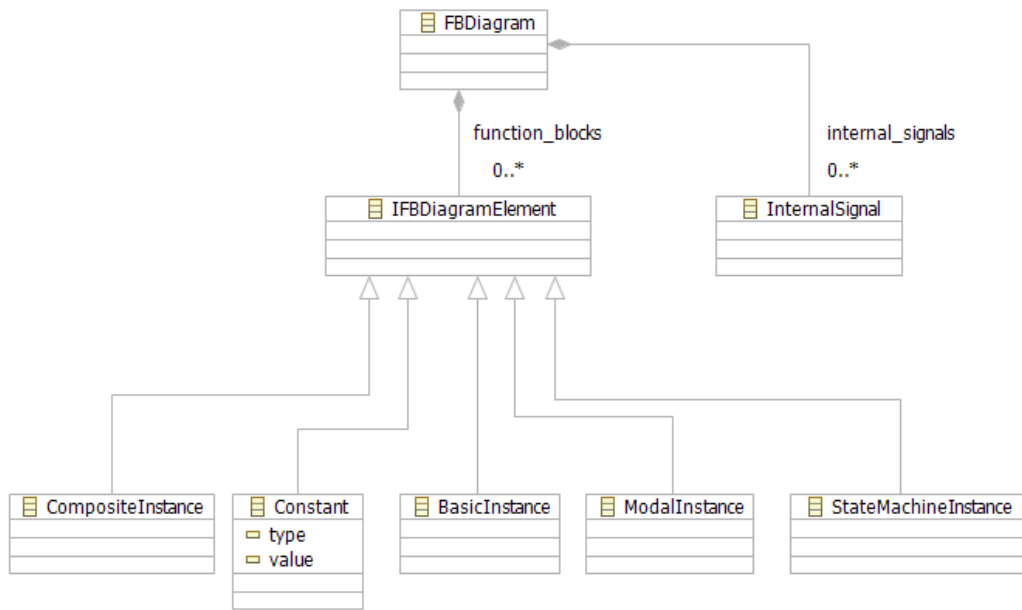 FBDiagram
function_blocks
internal_signals
0..*
0..*
IFBDiagramElement
InternalSignal
CompositeInstance
Constant
type
value
BasicInstance
ModalInstance
StateMachineInstance